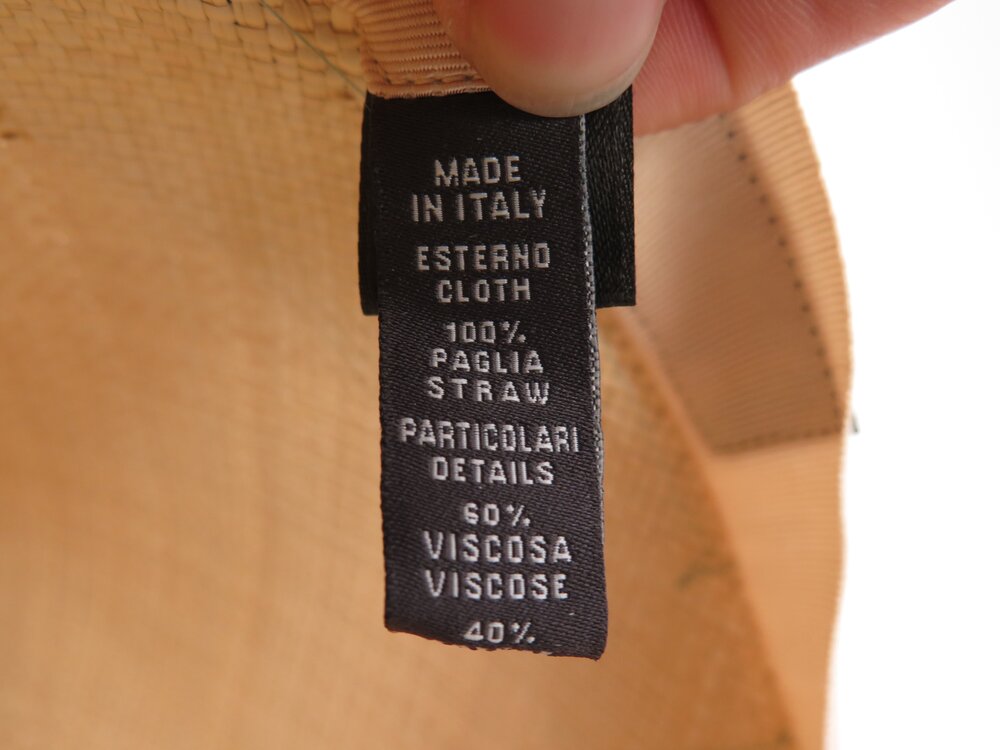 MADE
IN ITALY
ESTERNO
CLOTH
100%
PAGLIA
STRAW
PARTICOLARI
DETAILS
60%
VISCOSA
VISCOSE
40%